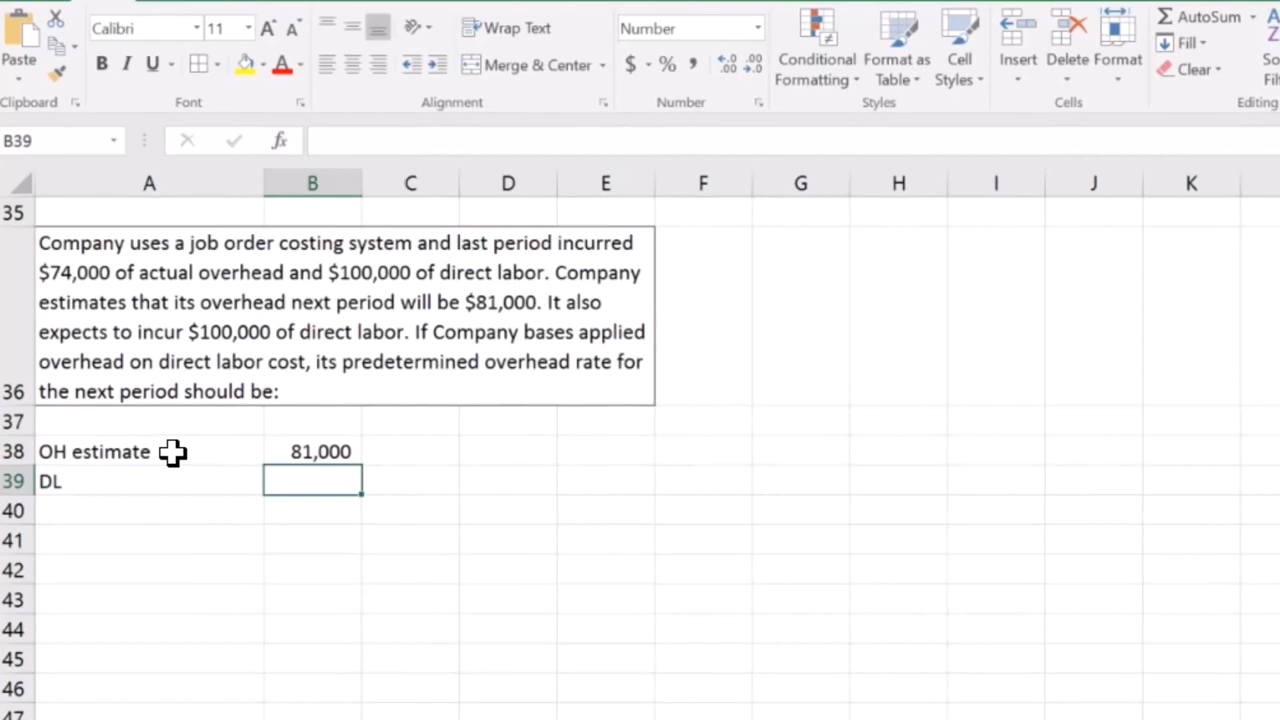 Calibri 11 Wrap Text Number AutoSum
Paste B I U Merge & Center $ % Conditional Formatting Format as Table Cell Styles Insert Delete Format Fill Clear
Clipboard Font Alignment Number Styles Cells Editing
B39 fx
A B C D E F G H I J K
35
Company uses a job order costing system and last period incurred
$74,000 of actual overhead and $100,000 of direct labor. Company
estimates that its overhead next period will be $81,000. It also
expects to incur $100,000 of direct labor. If Company bases applied
overhead on direct labor cost, its predetermined overhead rate for
36 the next period should be:
37
38 OH estimate 81,000
39 DL
40
41
42
43
44
45
46
47